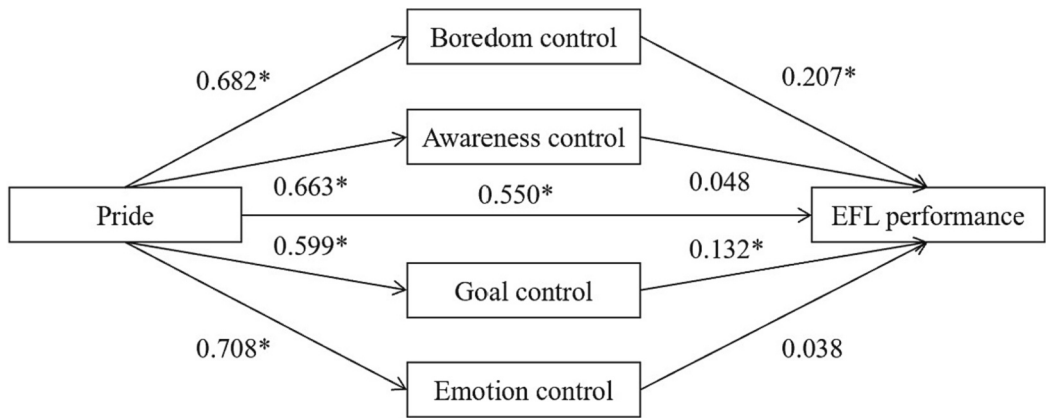 Boredom control
0.682*
0.207*
Awareness control
0.663*
0.550*
0.048
Pride
EFL performance
0.599*
0.132*
Goal control
0.708*
0.038
Emotion control